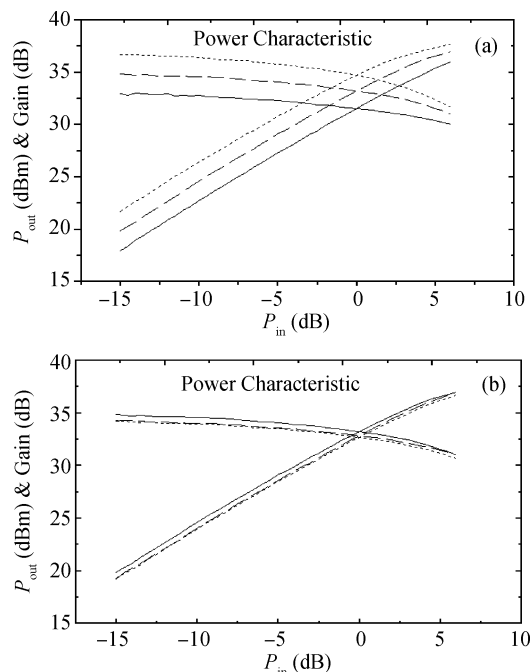 40
35
30
25
20
15
Power Characteristic
(a)
P_out (dBm) & Gain (dB)
−15 −10 −5 0 5 10
P_in (dB)
40
35
30
25
20
15
Power Characteristic
(b)
P_out (dBm) & Gain (dB)
−15 −10 −5 0 5 10
P_in (dB)